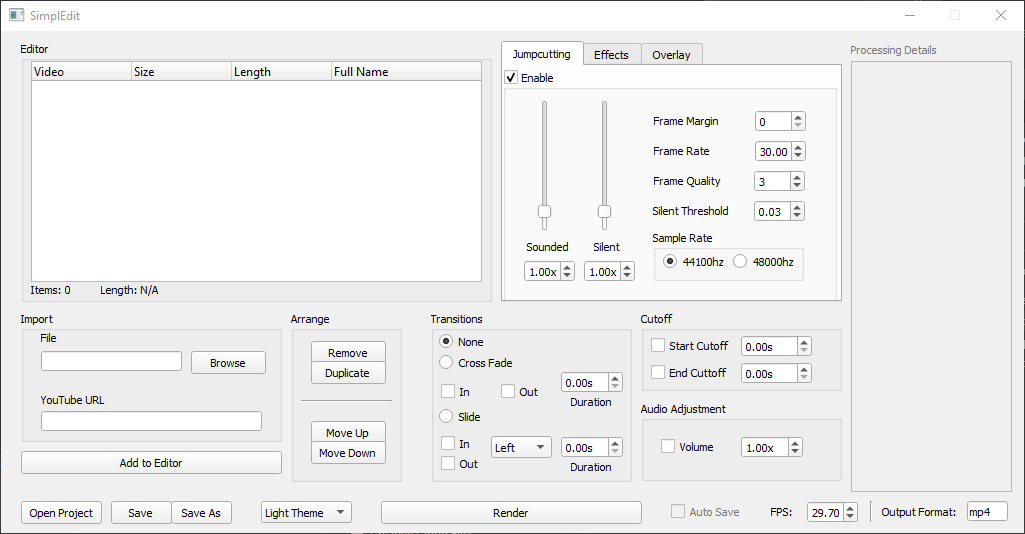 SimplEdit
Editor
Video Size Length Full Name
Items: 0 Length: N/A
Jumpcutting Effects Overlay
Enable
Sounded Silent
1.00x 1.00x
Frame Margin 0
Frame Rate 30.00
Frame Quality 3
Silent Threshold 0.03
Sample Rate
44100hz 48000hz
Processing Details
Import
File
Browse
YouTube URL
Add to Editor
Arrange
Remove
Duplicate
Move Up
Move Down
Transitions
None
Cross Fade
In Out 0.00s
Duration
Slide
In Left 0.00s
Out Duration
Cutoff
Start Cutoff 0.00s
End Cuttoff 0.00s
Audio Adjustment
Volume 1.00x
Open Project Save Save As Light Theme Render Auto Save FPS: 29.70 Output Format: mp4